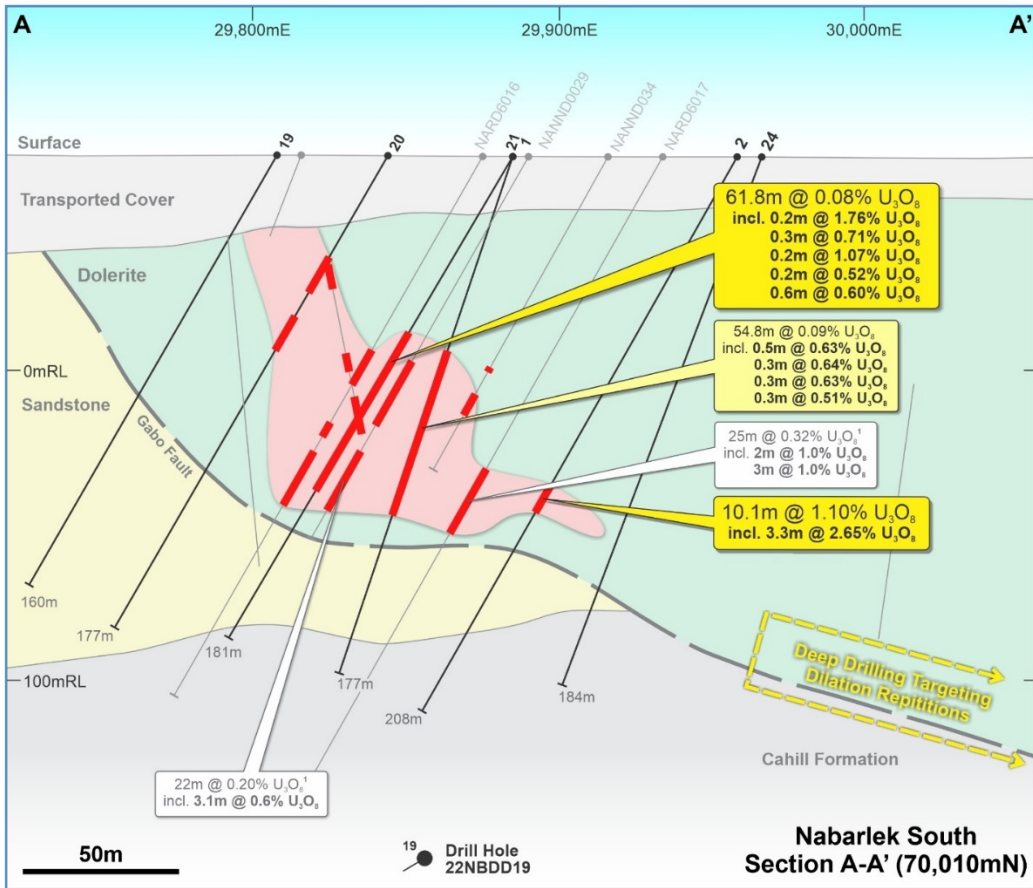 A
29,800mE
29,900mE
30,000mE
A'
19
20
NARD6016
21
1
NANND0029
NANND034
NARD6017
2
24
Surface
Transported Cover
61.8m @ 0.08% U₃O₈
incl. 0.2m @ 1.76% U₃O₈
0.3m @ 0.71% U₃O₈
0.2m @ 1.07% U₃O₈
0.2m @ 0.52% U₃O₈
0.6m @ 0.60% U₃O₈
Dolerite
54.8m @ 0.09% U₃O₈
incl. 0.5m @ 0.63% U₃O₈
0.3m @ 0.64% U₃O₈
0.3m @ 0.63% U₃O₈
0.3m @ 0.51% U₃O₈
0mRL
Sandstone
Gabo Fault
25m @ 0.32% U₃O₈¹
incl. 2m @ 1.0% U₃O₈
3m @ 1.0% U₃O₈
10.1m @ 1.10% U₃O₈
incl. 3.3m @ 2.65% U₃O₈
160m
177m
181m
177m
208m
184m
100mRL
Deep Drilling Targeting
Dilation Repititions
Cahill Formation
22m @ 0.20% U₃O₈¹
incl. 3.1m @ 0.6% U₃O₈
50m
19
Drill Hole
22NBDD19
Nabarlek South
Section A-A' (70,010mN)